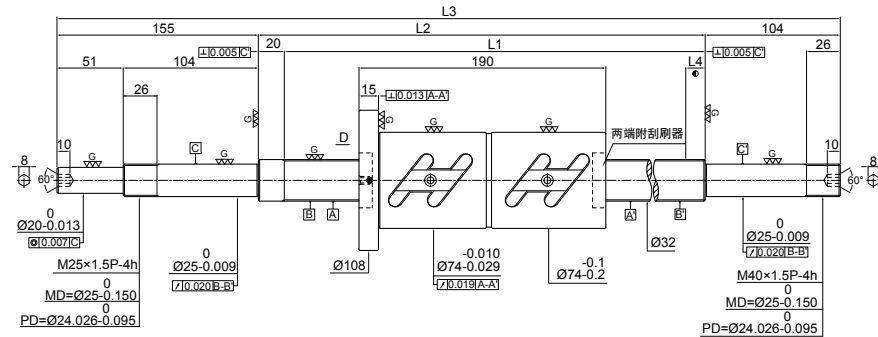 L3
155
L2
104
20
L1
26
⊥ 0.005 C'
⊥ 0.005 C'
51
104
190
L4
26
15
⊥ 0.013 A-A'
G
G
G
D
G
G
G
两端附刮刷器
10
G
C
G
C'
G
10
8
60°
60°
8
B
A
A'
B'
0
Ø20-0.013
◎ 0.007 C
M25×1.5P-4h
0
MD=Ø25-0.150
0
PD=Ø24.026-0.095
0
Ø25-0.009
↗ 0.020 B-B'
Ø108
-0.010
Ø74-0.029
↗ 0.019 A-A'
-0.1
Ø74-0.2
Ø32
0
Ø25-0.009
↗ 0.020 B-B'
M40×1.5P-4h
0
MD=Ø25-0.150
0
PD=Ø24.026-0.095